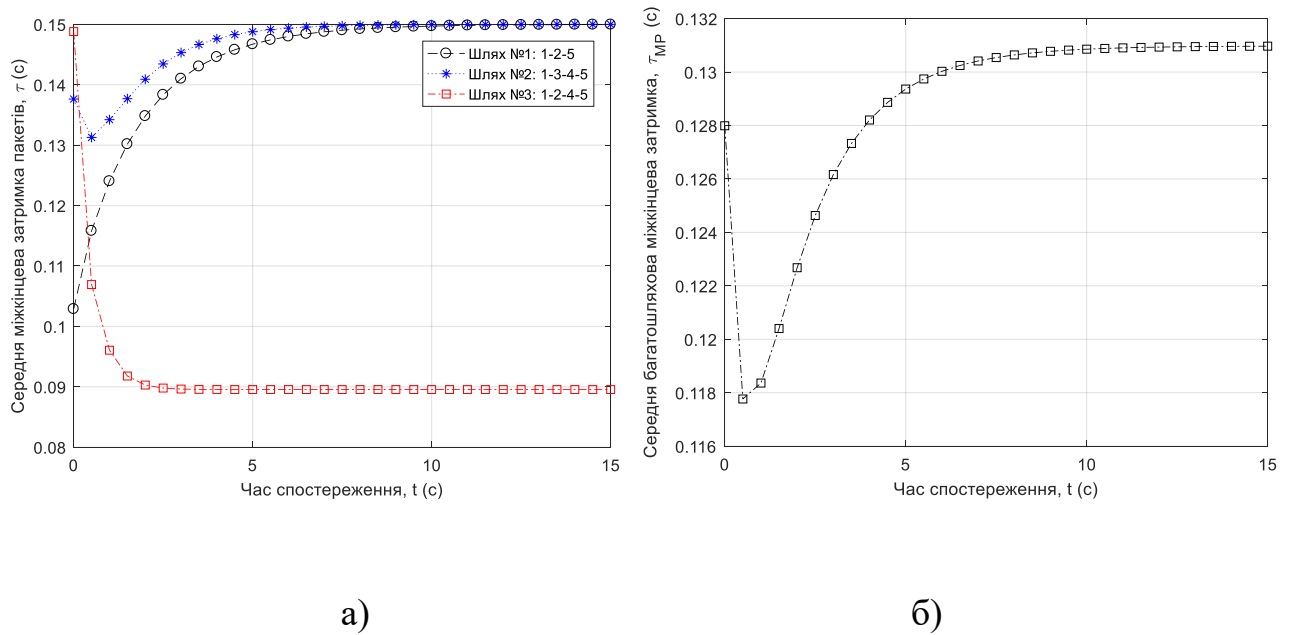 Середня міжкінцева затримка пакетів, τ (с)
0.15
0.14
0.13
0.12
0.11
0.1
0.09
0.08
0 5 10 15
Час спостереження, t (с)
Шлях №1: 1-2-5
Шлях №2: 1-3-4-5
Шлях №3: 1-2-4-5
а)
Середня багатошляхова міжкінцева затримка, τMP (с)
0.132
0.13
0.128
0.126
0.124
0.122
0.12
0.118
0.116
0 5 10 15
Час спостереження, t (с)
б)